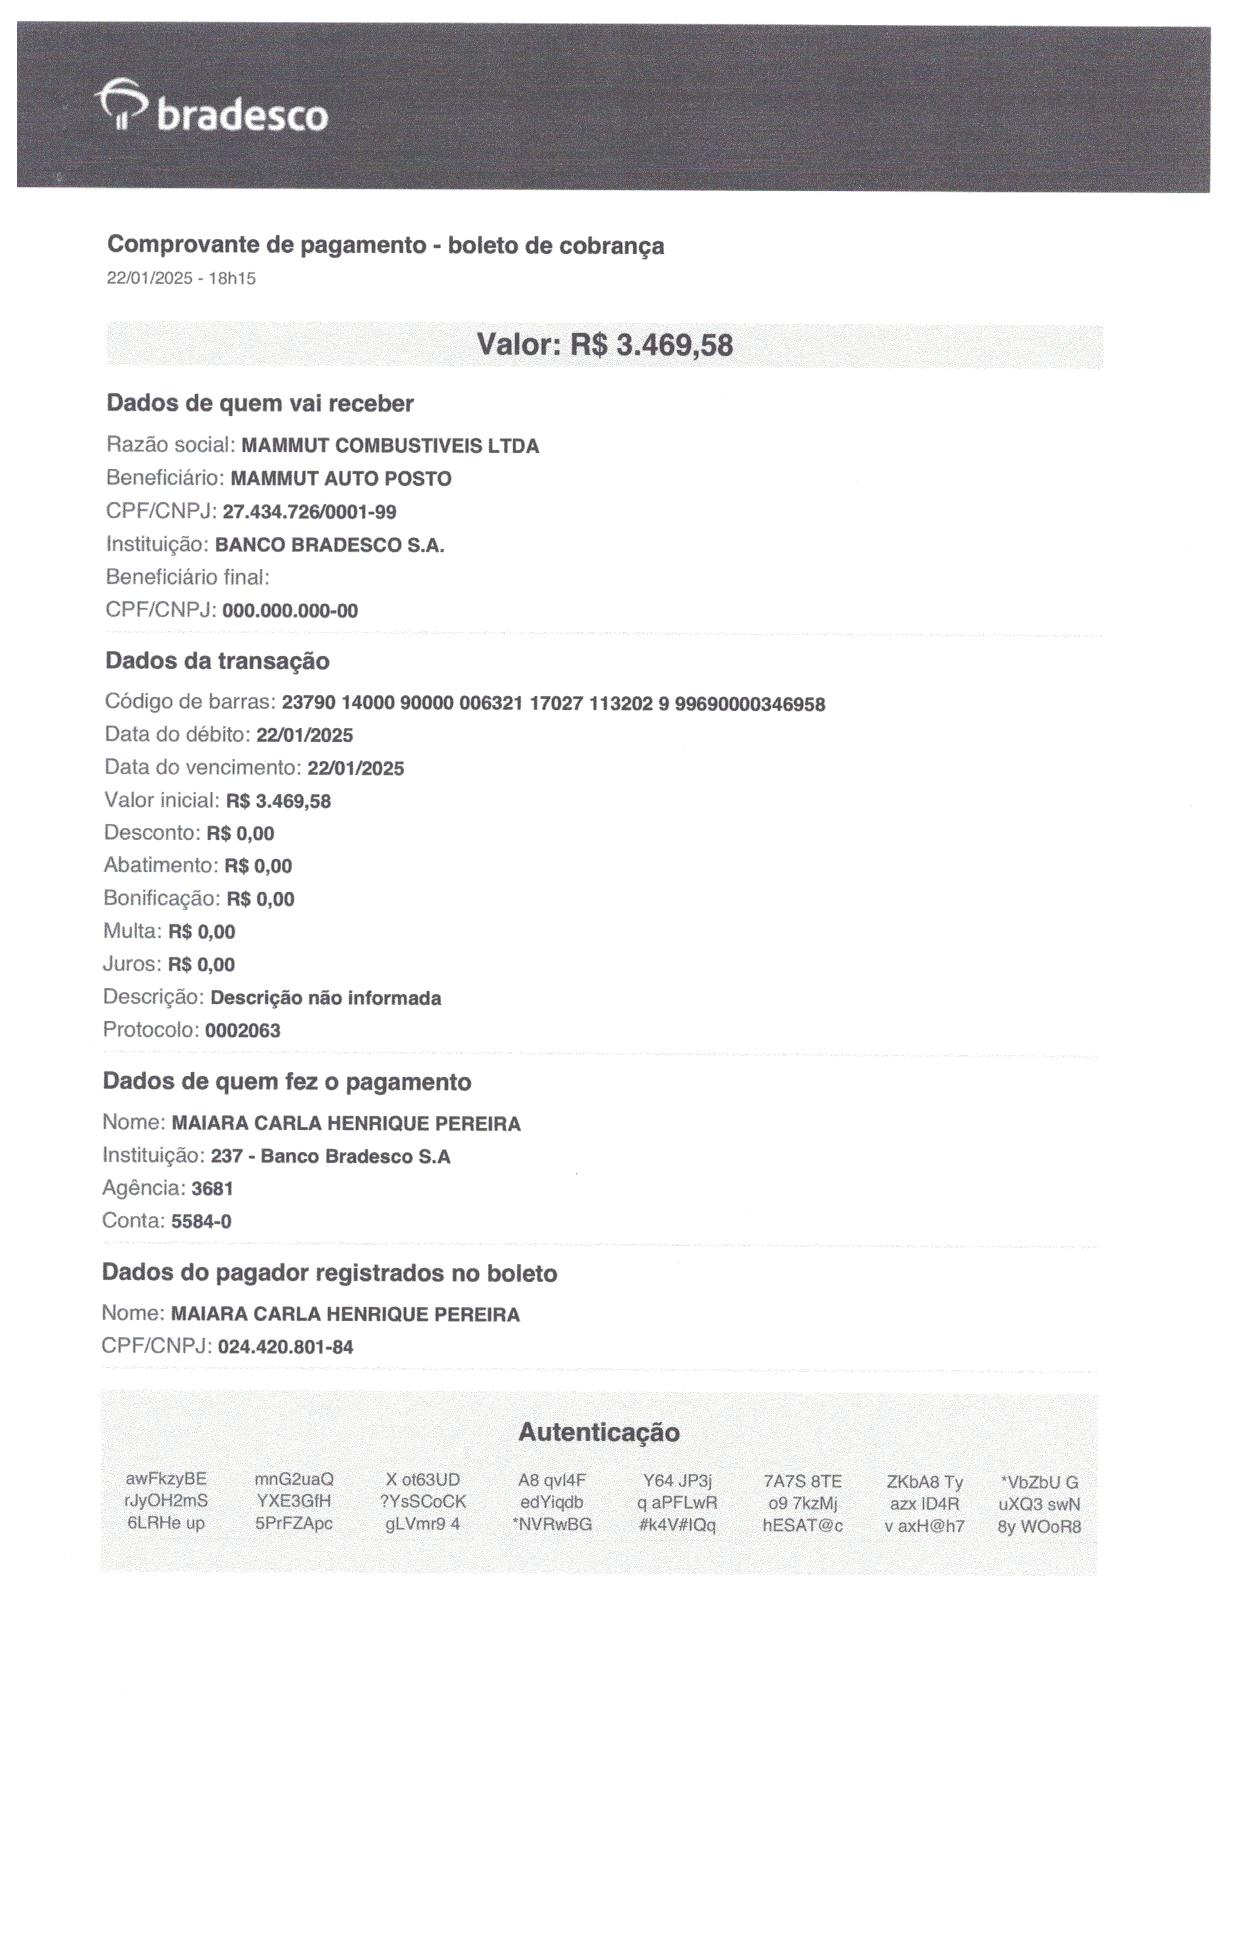 bradesco
Comprovante de pagamento - boleto de cobrança
22/01/2025 - 18h15
Valor: R$ 3.469,58
Dados de quem vai receber
Razão social: MAMMUT COMBUSTIVEIS LTDA
Beneficiário: MAMMUT AUTO POSTO
CPF/CNPJ: 27.434.726/0001-99
Instituição: BANCO BRADESCO S.A.
Beneficiário final:
CPF/CNPJ: 000.000.000-00
Dados da transação
Código de barras: 23790 14000 90000 006321 17027 113202 9 99690000346958
Data do débito: 22/01/2025
Data do vencimento: 22/01/2025
Valor inicial: R$ 3.469,58
Desconto: R$ 0,00
Abatimento: R$ 0,00
Bonificação: R$ 0,00
Multa: R$ 0,00
Juros: R$ 0,00
Descrição: Descrição não informada
Protocolo: 0002063
Dados de quem fez o pagamento
Nome: MAIARA CARLA HENRIQUE PEREIRA
Instituição: 237 - Banco Bradesco S.A
Agência: 3681
Conta: 5584-0
Dados do pagador registrados no boleto
Nome: MAIARA CARLA HENRIQUE PEREIRA
CPF/CNPJ: 024.420.801-84
Autenticação
awFkzyBE mnG2uaQ X ot63UD A8 qvl4F Y64 JP3j 7A7S 8TE ZKbA8 Ty *VbZbU G
rJyOH2mS YXE3GfH ?YsSCoCK edYiqdb q aPFLwR o9 7kzMj azx lD4R uXQ3 swN
6LRHe up 5PrFZApc gLVmr9 4 *NVRwBG #k4V#IQq hESAT@c v axH@h7 8y WOoR8